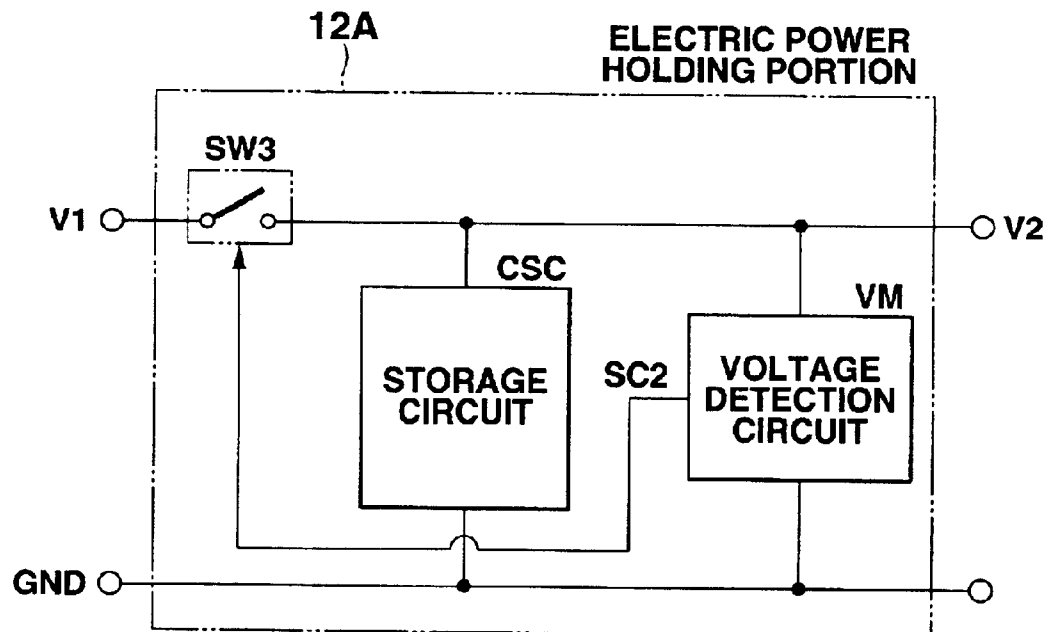 12A
ELECTRIC POWER
HOLDING PORTION
SW3
V1
V2
CSC
VM
STORAGE
CIRCUIT
SC2
VOLTAGE
DETECTION
CIRCUIT
GND